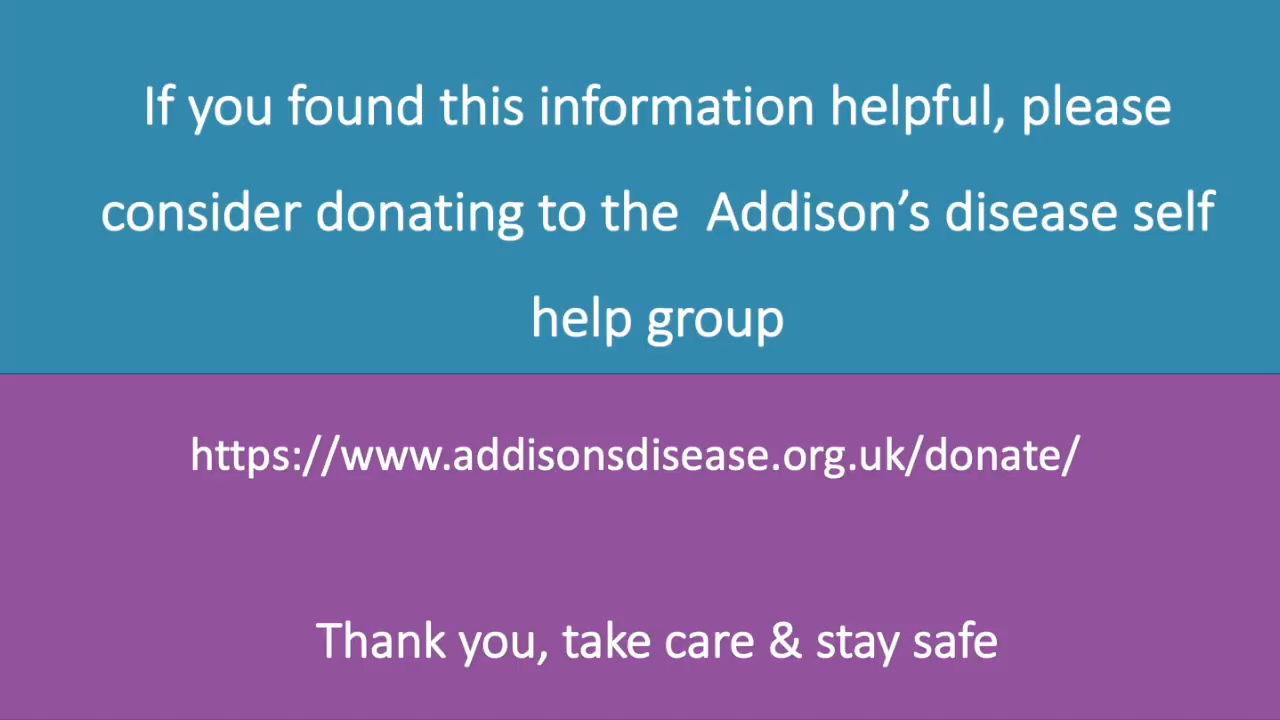 If you found this information helpful, please
consider donating to the  Addison’s disease self
help group
https://www.addisonsdisease.org.uk/donate/
Thank you, take care & stay safe